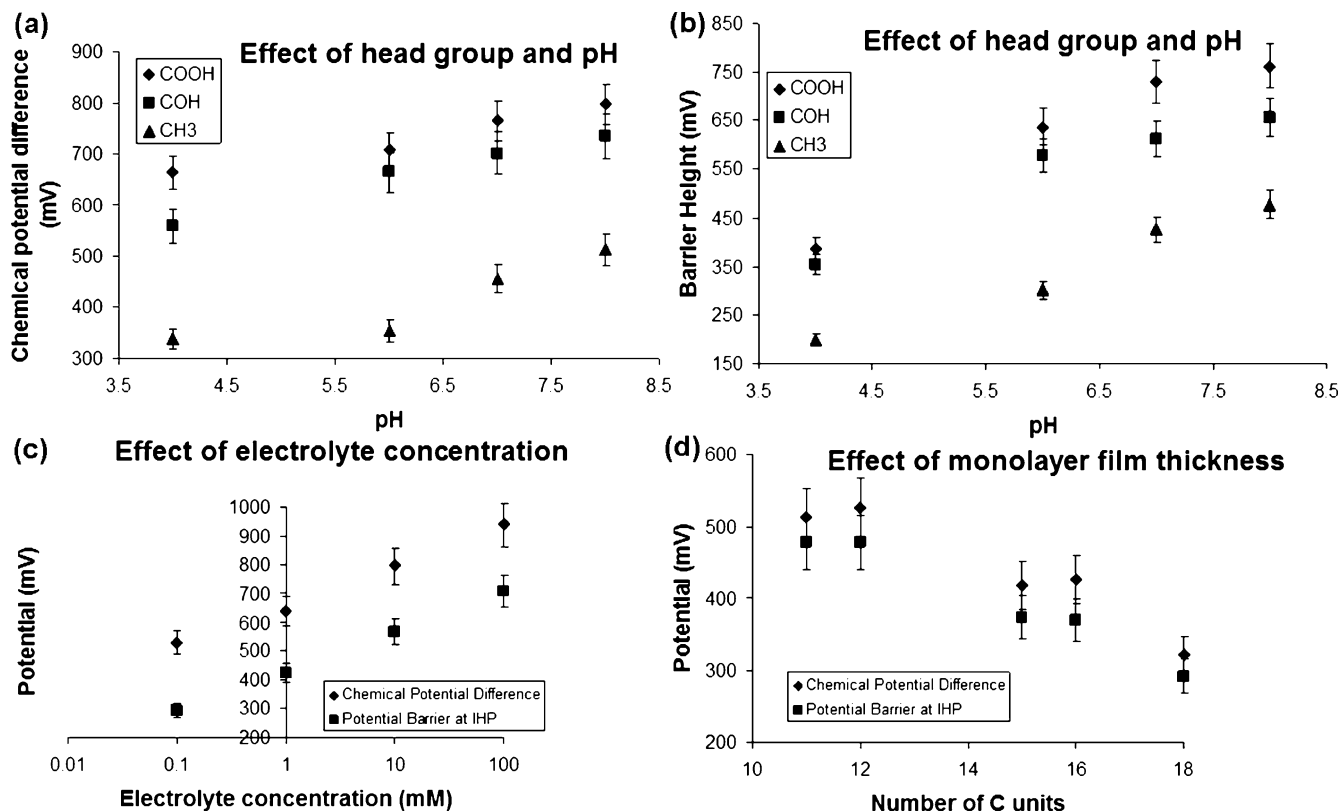 (a)
Effect of head group and pH
Chemical potential difference
(mV)
900
800
700
600
500
400
300
COOH
COH
CH3
3.5 4.5 5.5 6.5 7.5 8.5
pH
(b)
Effect of head group and pH
Barrier Height (mV)
750
650
550
450
350
250
150
COOH
COH
CH3
3.5 4.5 5.5 6.5 7.5 8.5
pH
(c)
Effect of electrolyte concentration
Potential (mV)
1000
900
800
700
600
500
400
300
200
Chemical Potential Difference
Potential Barrier at IHP
0.01 0.1 1 10 100
Electrolyte concentration (mM)
(d)
Effect of monolayer film thickness
Potential (mV)
600
500
400
300
200
Chemical Potential Difference
Potential Barrier at IHP
10 12 14 16 18
Number of C units